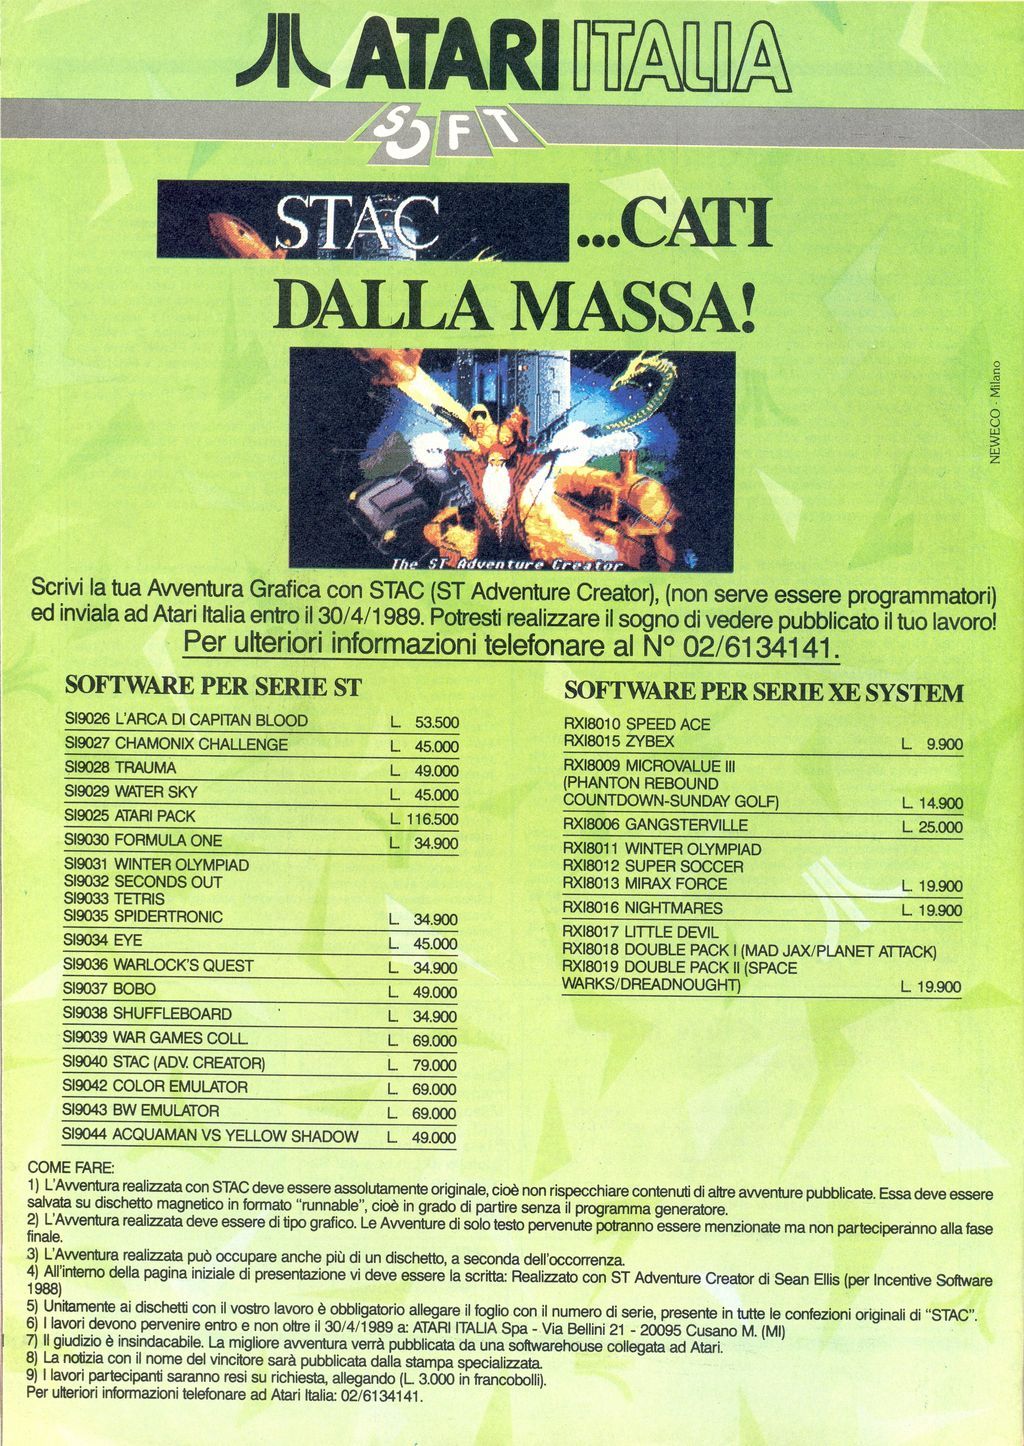 ATARI ITALIA
SOFT
STAC ...CATI
DALLA MASSA!
NEWECO - Milano
The ST Adventure Creator
Scrivi la tua Avventura Grafica con STAC (ST Adventure Creator), (non serve essere programmatori)
ed inviala ad Atari Italia entro il 30/4/1989. Potresti realizzare il sogno di vedere pubblicato il tuo lavoro!
Per ulteriori informazioni telefonare al N° 02/6134141.
SOFTWARE PER SERIE ST
SI9026 L'ARCA DI CAPITAN BLOOD L. 53.500
SI9027 CHAMONIX CHALLENGE L. 45.000
SI9028 TRAUMA L. 49.000
SI9029 WATER SKY L. 45.000
SI9025 ATARI PACK L. 116.500
SI9030 FORMULA ONE L. 34.900
SI9031 WINTER OLYMPIAD
SI9032 SECONDS OUT
SI9033 TETRIS
SI9035 SPIDERTRONIC L. 34.900
SI9034 EYE L. 45.000
SI9036 WARLOCK'S QUEST L. 34.900
SI9037 BOBO L. 49.000
SI9038 SHUFFLEBOARD L. 34.900
SI9039 WAR GAMES COLL. L. 69.000
SI9040 STAC (ADV. CREATOR) L. 79.000
SI9042 COLOR EMULATOR L. 69.000
SI9043 BW EMULATOR L. 69.000
SI9044 ACQUAMAN VS YELLOW SHADOW L. 49.000
SOFTWARE PER SERIE XE SYSTEM
RXI8010 SPEED ACE
RXI8015 ZYBEX L. 9.900
RXI8009 MICROVALUE III
(PHANTON REBOUND
COUNTDOWN-SUNDAY GOLF) L. 14.900
RXI8006 GANGSTERVILLE L. 25.000
RXI8011 WINTER OLYMPIAD
RXI8012 SUPER SOCCER
RXI8013 MIRAX FORCE L. 19.900
RXI8016 NIGHTMARES L. 19.900
RXI8017 LITTLE DEVIL
RXI8018 DOUBLE PACK I (MAD JAX/PLANET ATTACK)
RXI8019 DOUBLE PACK II (SPACE
WARKS/DREADNOUGHT) L. 19.900
COME FARE:
1) L'Avventura realizzata con STAC deve essere assolutamente originale, cioè non rispecchiare contenuti di altre avventure pubblicate. Essa deve essere
salvata su dischetto magnetico in formato "runnable", cioè in grado di partire senza il programma generatore.
2) L'Avventura realizzata deve essere di tipo grafico. Le Avventure di solo testo pervenute potranno essere menzionate ma non parteciperanno alla fase
finale.
3) L'Avventura realizzata può occupare anche più di un dischetto, a seconda dell'occorrenza.
4) All'interno della pagina iniziale di presentazione vi deve essere la scritta: Realizzato con ST Adventure Creator di Sean Ellis (per Incentive Software
1988)
5) Unitamente ai dischetti con il vostro lavoro è obbligatorio allegare il foglio con il numero di serie, presente in tutte le confezioni originali di "STAC".
6) I lavori devono pervenire entro e non oltre il 30/4/1989 a: ATARI ITALIA Spa - Via Bellini 21 - 20095 Cusano M. (MI)
7) Il giudizio è insindacabile. La migliore avventura verrà pubblicata da una softwarehouse collegata ad Atari.
8) La notizia con il nome del vincitore sarà pubblicata dalla stampa specializzata.
9) I lavori partecipanti saranno resi su richiesta, allegando (L. 3.000 in francobolli).
Per ulteriori informazioni telefonare ad Atari Italia: 02/6134141.